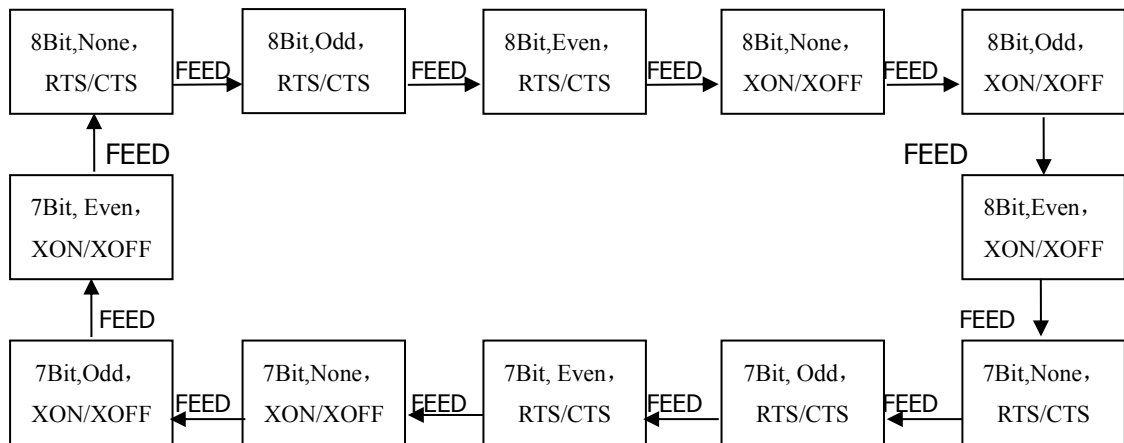 8Bit,None，
RTS/CTS
FEED
8Bit,Odd，
RTS/CTS
FEED
8Bit,Even，
RTS/CTS
FEED
8Bit,None，
XON/XOFF
FEED
8Bit,Odd，
XON/XOFF
FEED
8Bit,Even，
XON/XOFF
FEED
7Bit,None，
RTS/CTS
FEED
7Bit, Odd，
RTS/CTS
FEED
7Bit, Even，
RTS/CTS
FEED
7Bit,None，
XON/XOFF
FEED
7Bit,Odd，
XON/XOFF
FEED
7Bit, Even，
XON/XOFF
FEED